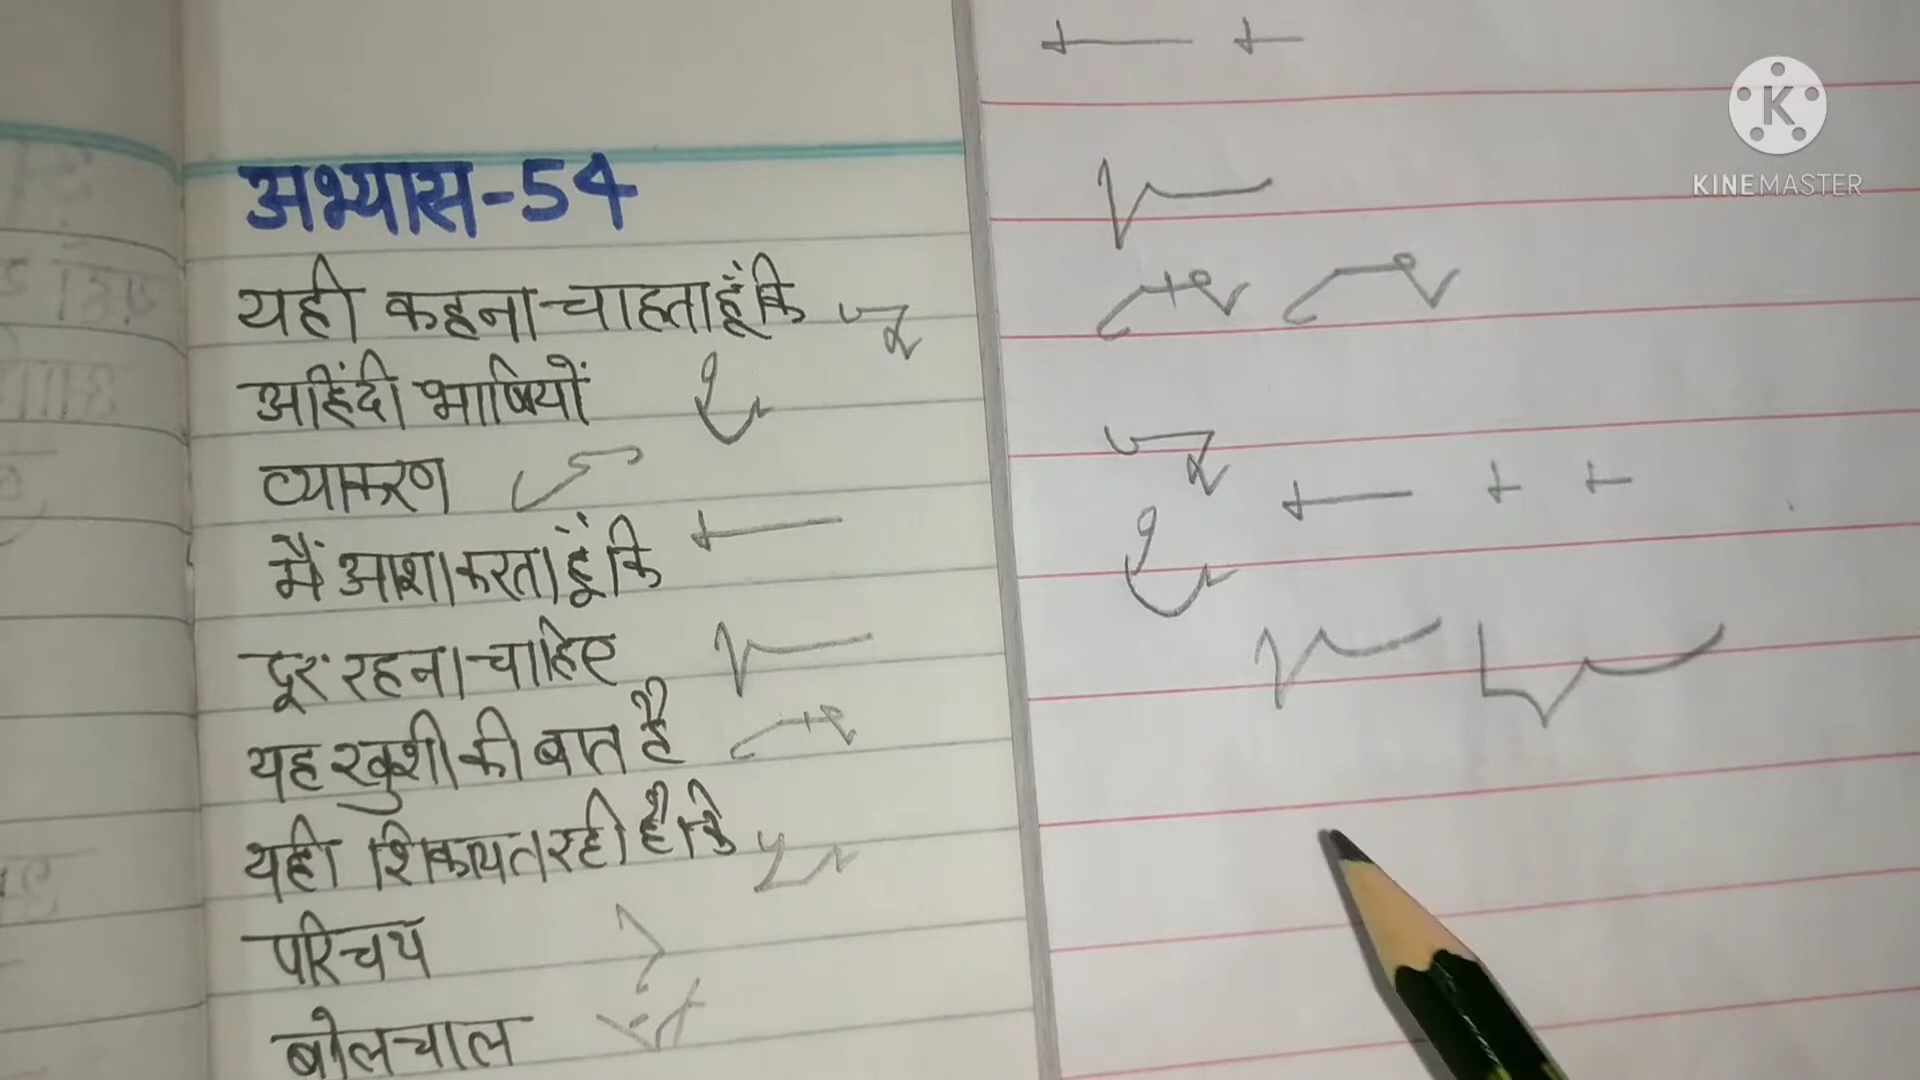 अभ्यास-54
यही कहना चाहता हूँ कि
अहिंदी भाषियों
व्याकरण
मैं आशा करता हूँ कि
दूर रहना चाहिए
यह खुशी की बात है
यही शिकायत रही है कि
परिचय
बोलचाल
K
KINEMASTER